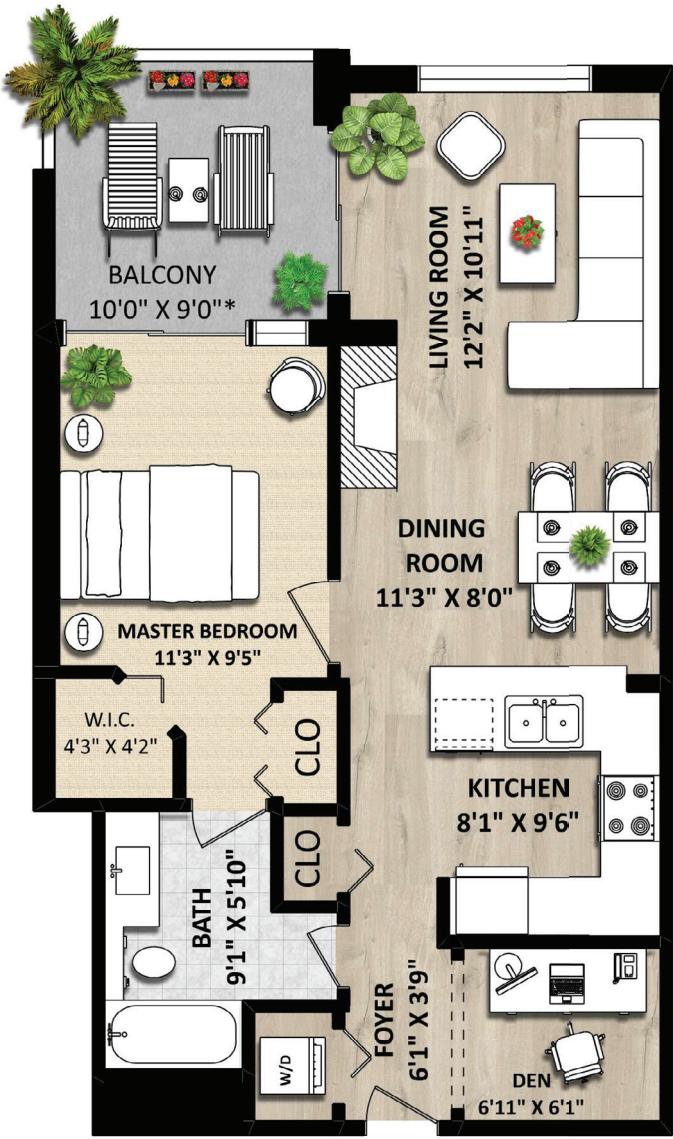 BALCONY
10'0" X 9'0"*
LIVING ROOM
12'2" X 10'11"
DINING
ROOM
11'3" X 8'0"
MASTER BEDROOM
11'3" X 9'5"
W.I.C.
4'3" X 4'2"
CLO
KITCHEN
8'1" X 9'6"
CLO
BATH
9'1" X 5'10"
FOYER
6'1" X 3'9"
W/D
DEN
6'11" X 6'1"